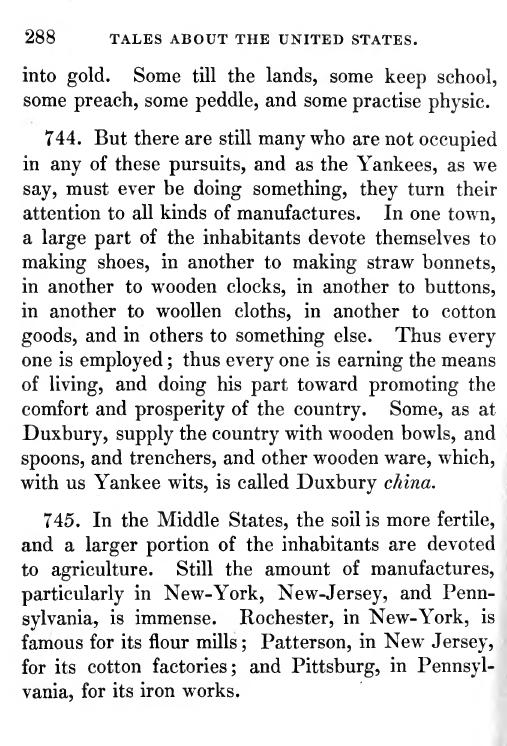 288 TALES ABOUT THE UNITED STATES.
into gold. Some till the lands, some keep school,
some preach, some peddle, and some practise physic.
744. But there are still many who are not occupied
in any of these pursuits, and as the Yankees, as we
say, must ever be doing something, they turn their
attention to all kinds of manufactures. In one town,
a large part of the inhabitants devote themselves to
making shoes, in another to making straw bonnets,
in another to wooden clocks, in another to buttons,
in another to woollen cloths, in another to cotton
goods, and in others to something else. Thus every
one is employed; thus every one is earning the means
of living, and doing his part toward promoting the
comfort and prosperity of the country. Some, as at
Duxbury, supply the country with wooden bowls, and
spoons, and trenchers, and other wooden ware, which,
with us Yankee wits, is called Duxbury china.
745. In the Middle States, the soil is more fertile,
and a larger portion of the inhabitants are devoted
to agriculture. Still the amount of manufactures,
particularly in New-York, New-Jersey, and Penn-
sylvania, is immense. Rochester, in New-York, is
famous for its flour mills; Patterson, in New Jersey,
for its cotton factories; and Pittsburg, in Pennsyl-
vania, for its iron works.